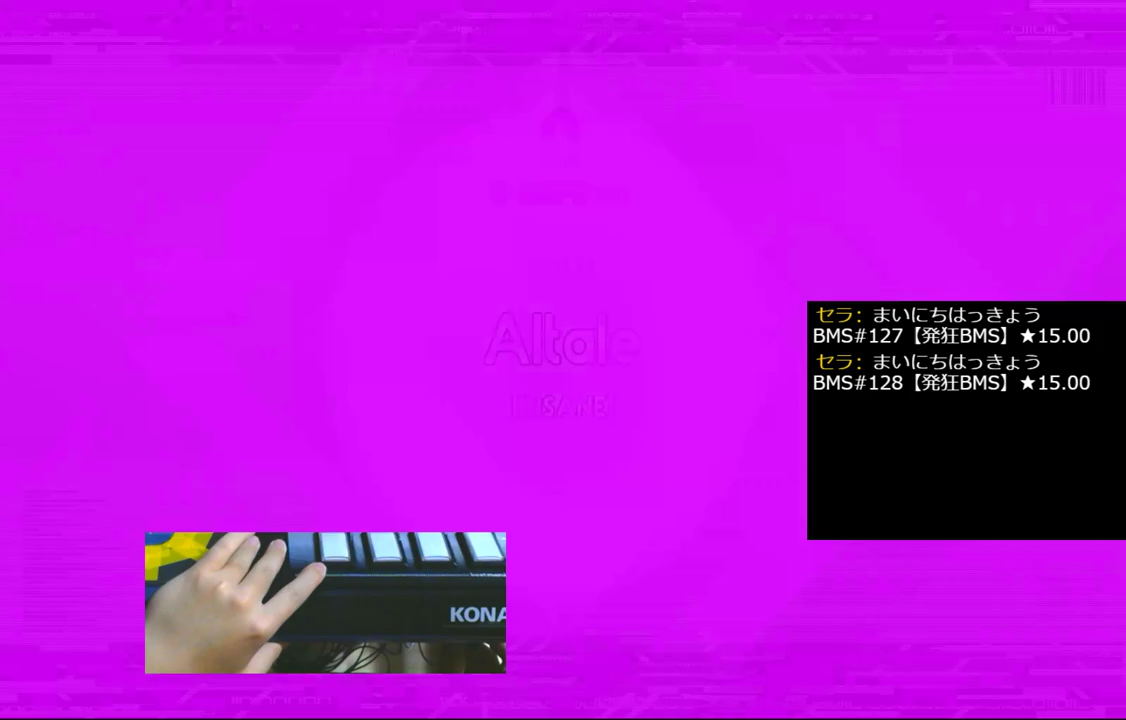 Altale
INSANE
セラ: まいにちはっきょう
BMS#127【発狂BMS】★15.00
セラ: まいにちはっきょう
BMS#128【発狂BMS】★15.00
KONA